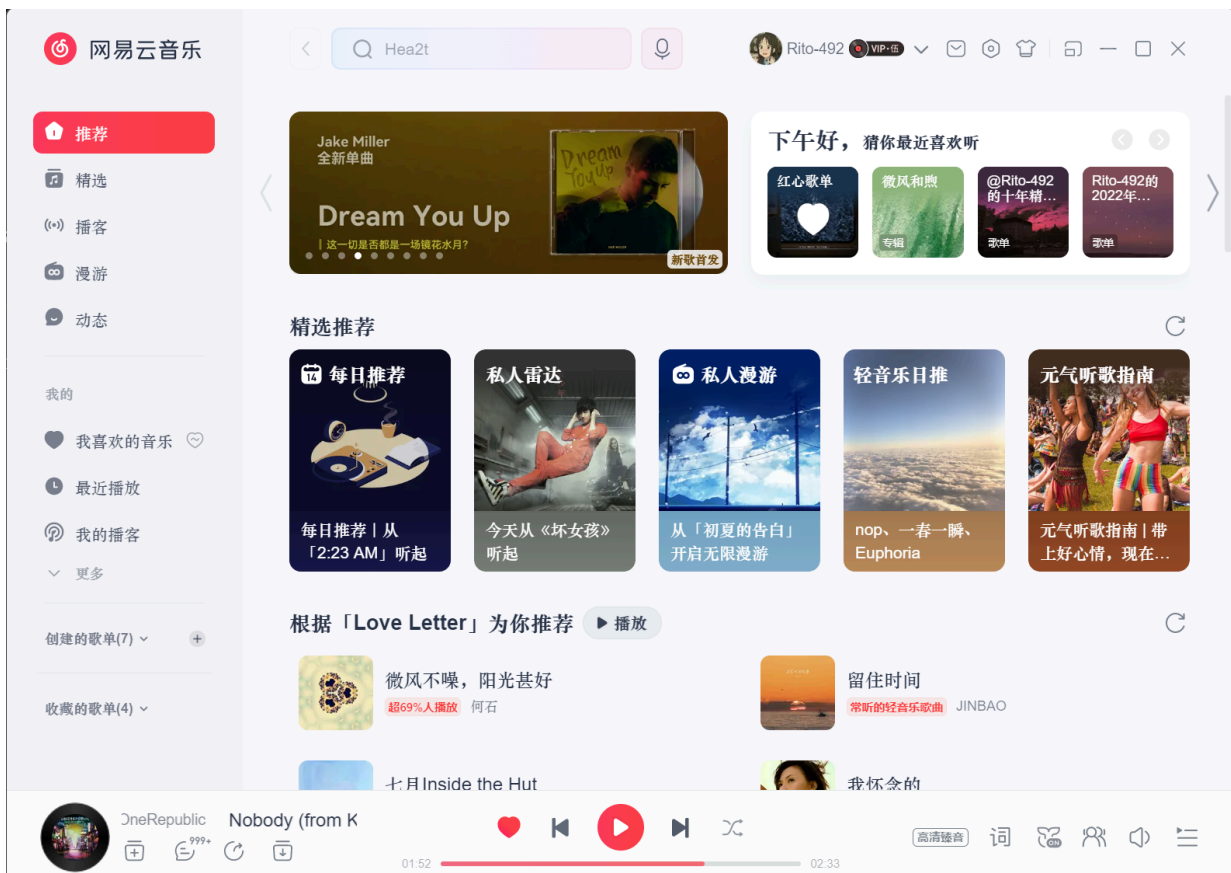 网易云音乐
Hea2t
Rito-492
VIP·伍
推荐
精选
播客
漫游
动态
我的
我喜欢的音乐
最近播放
我的播客
更多
创建的歌单(7)
收藏的歌单(4)
Jake Miller
全新单曲
Dream You Up
这一切是否都是一场镜花水月?
Dream
You Up
新歌首发
下午好，猜你最近喜欢听
红心歌单
微风和煦
专辑
@Rito-492
的十年精…
歌单
Rito-492的
2022年…
歌单
精选推荐
14 每日推荐
每日推荐 | 从
「2:23 AM」听起
私人雷达
今天从《坏女孩》
听起
私人漫游
从「初夏的告白」
开启无限漫游
轻音乐日推
nop、一春一瞬、
Euphoria
元气听歌指南
元气听歌指南 | 带
上好心情，现在…
根据「Love Letter」为你推荐 播放
微风不噪，阳光甚好
超69%人播放 何石
留住时间
常听的轻音乐歌曲 JINBAO
七月Inside the Hut
我怀念的
OneRepublic Nobody (from K
999+
01:52
02:33
高清臻音
词
ON